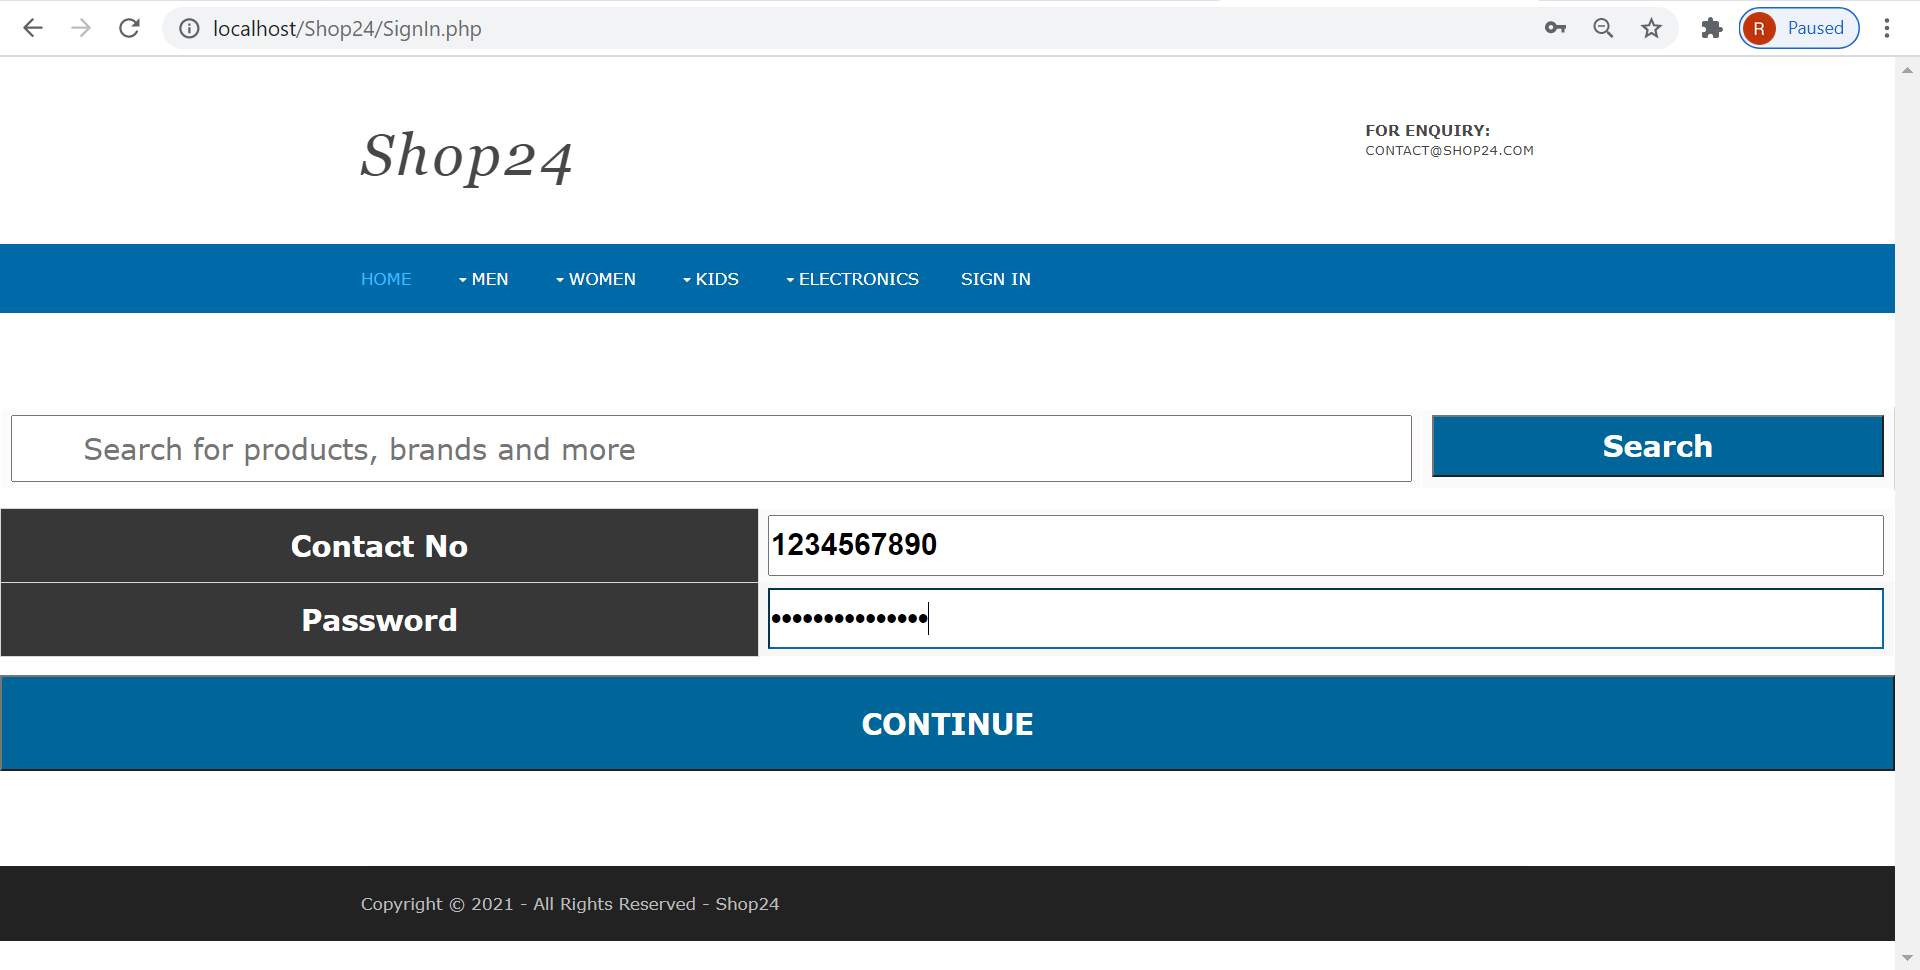 localhost/Shop24/SignIn.php
R Paused
Shop24
FOR ENQUIRY:
CONTACT@SHOP24.COM
HOME MEN WOMEN KIDS ELECTRONICS SIGN IN
Search for products, brands and more Search
Contact No 1234567890
Password •••••••••••••••
CONTINUE
Copyright © 2021 - All Rights Reserved - Shop24